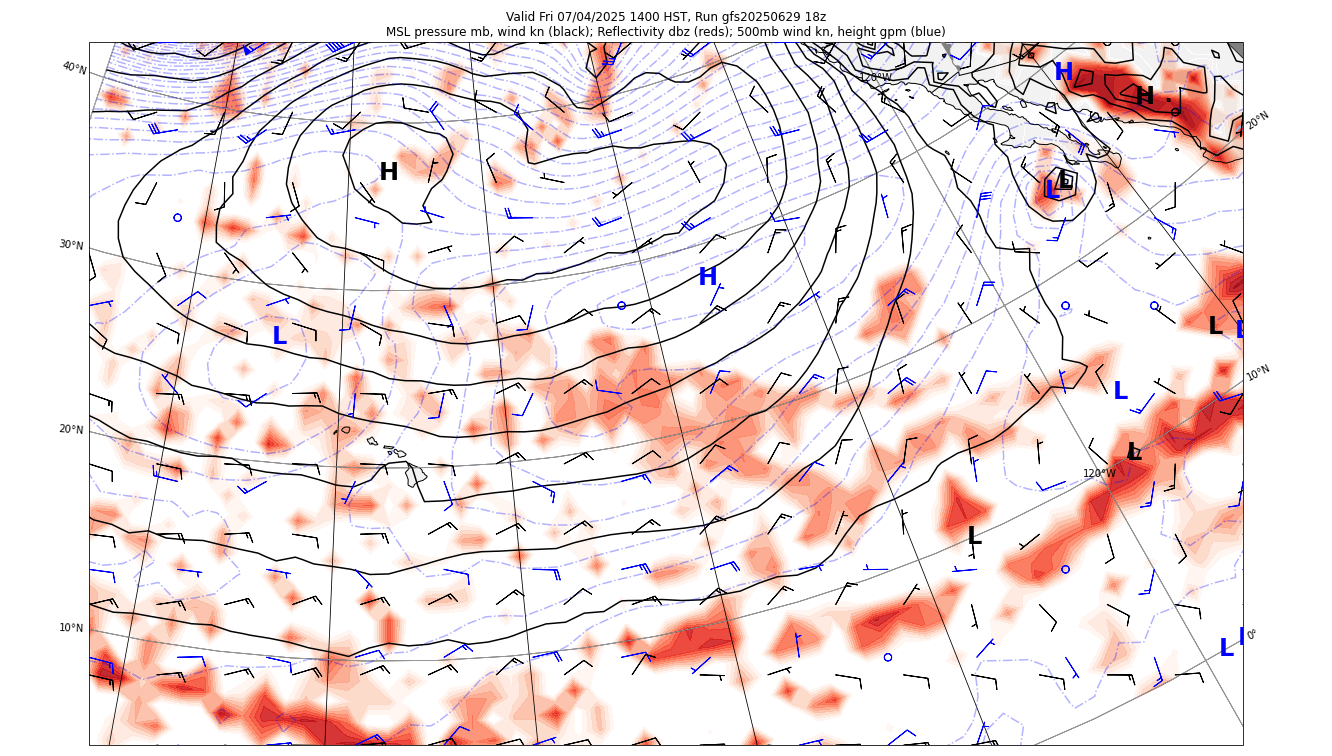 Valid Fri 07/04/2025 1400 HST, Run gfs20250629 18z
MSL pressure mb, wind kn (black); Reflectivity dbz (reds); 500mb wind kn, height gpm (blue)
40°N
120°W
H
H
20°N
H
L
L
30°N
H
L
L
10°N
L
20°N
L
120°W
L
10°N
0°
L